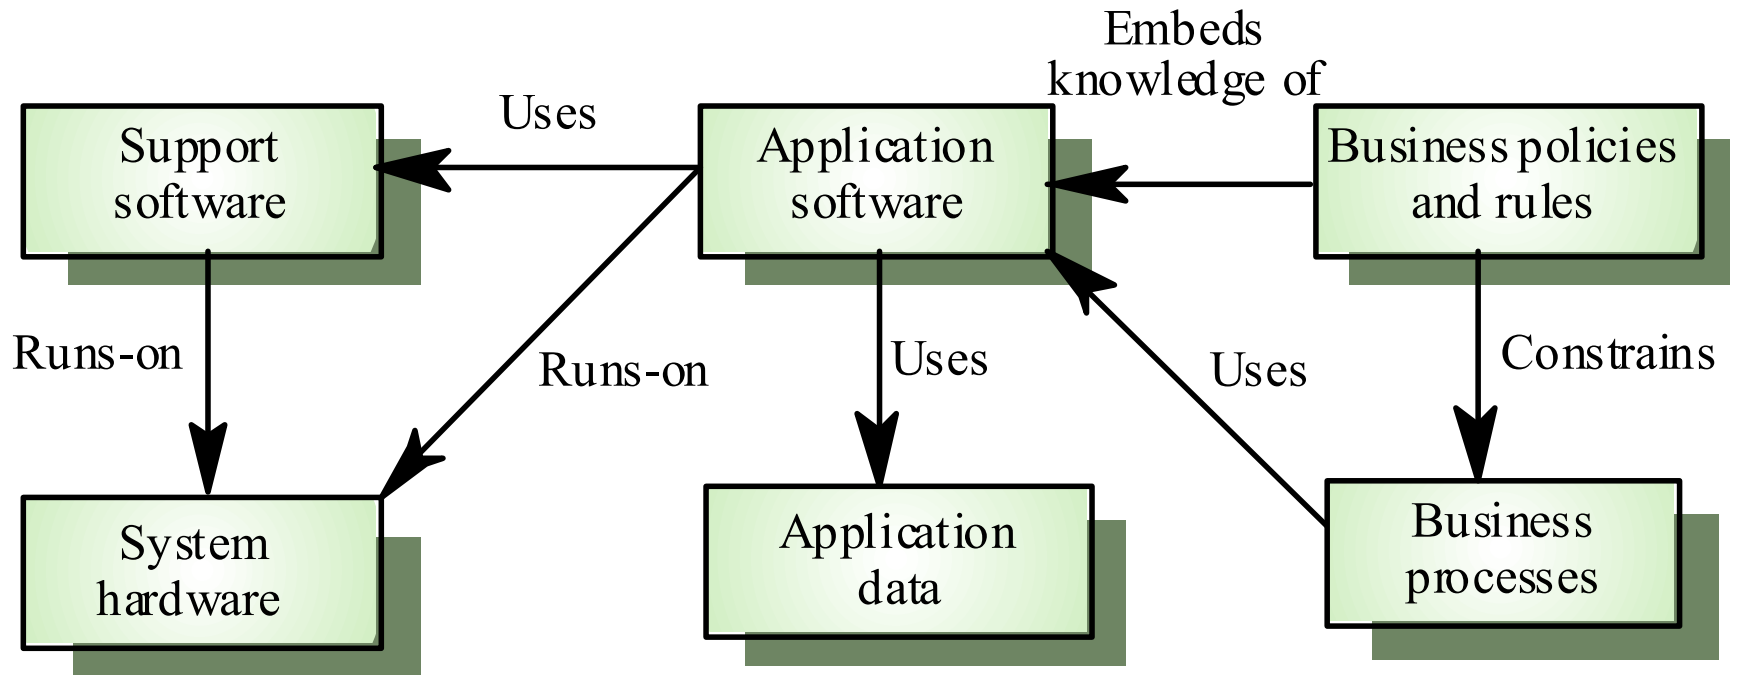 Embeds
knowledge of
Support
software
Uses
Application
software
Business policies
and rules
Runs-on
Runs-on
Uses
Uses
Constrains
System
hardware
Application
data
Business
processes